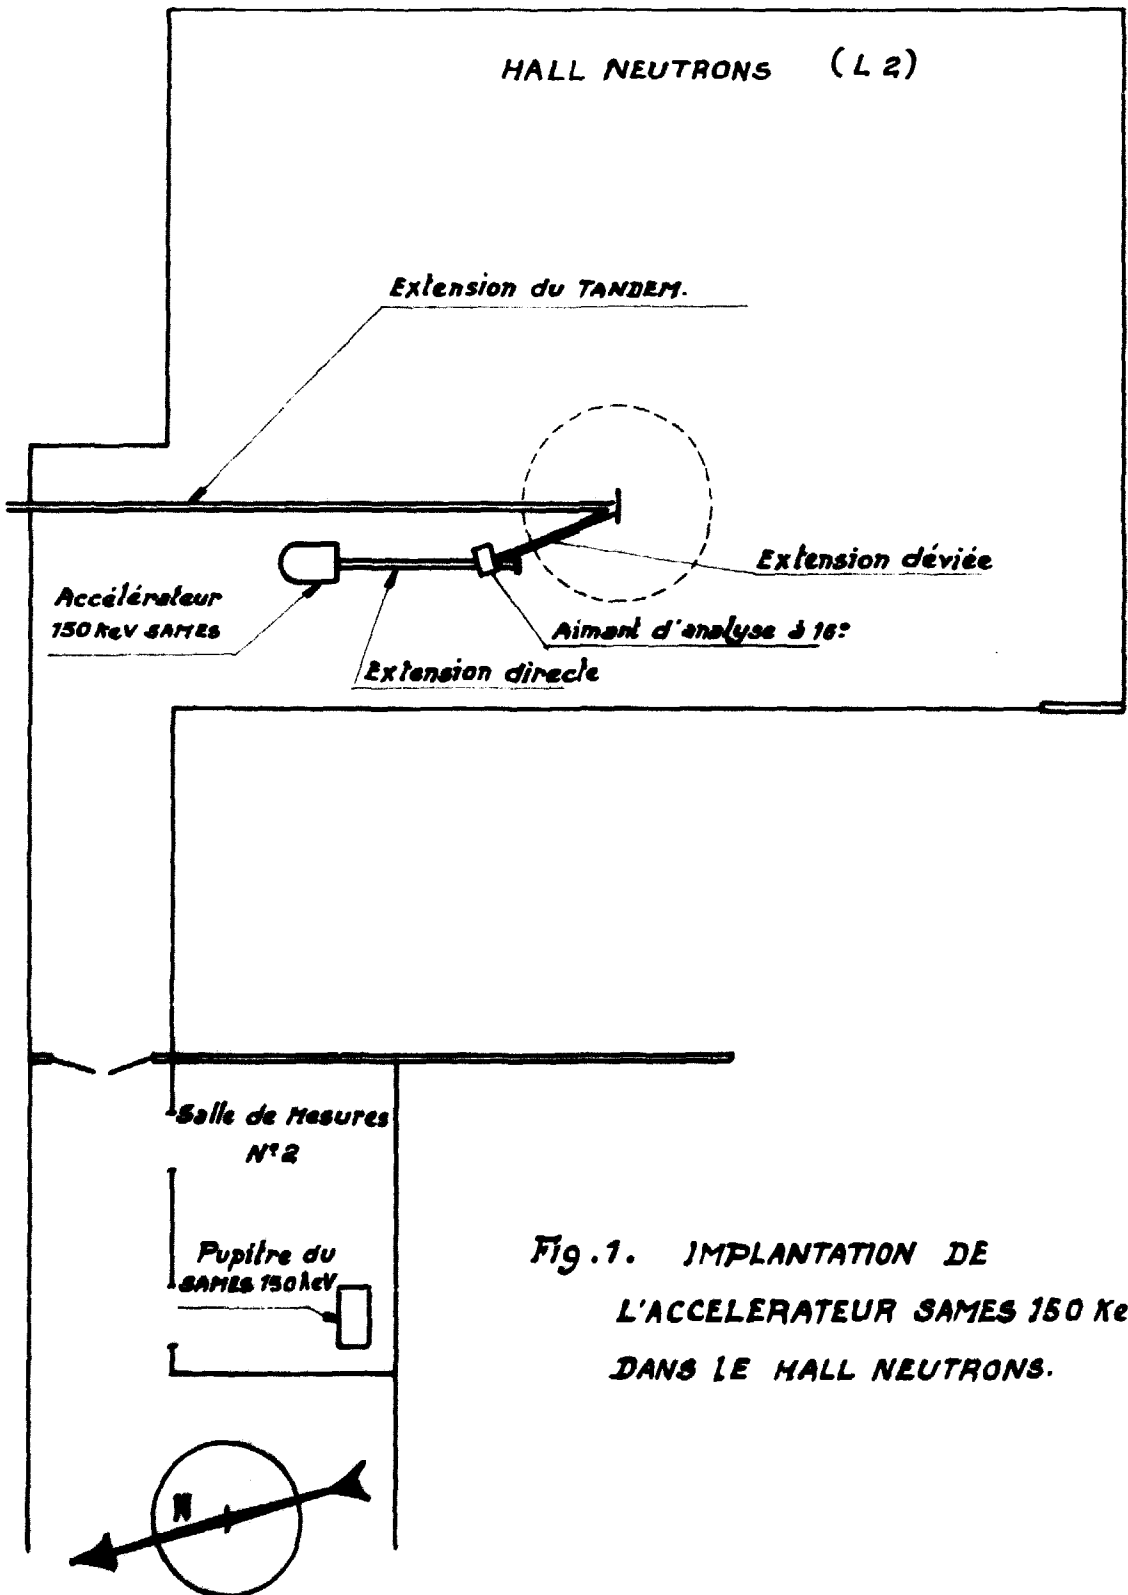 HALL NEUTRONS (L 2)
Extension du TANDEM.
Extension déviée
Accélérateur
150 KeV SAMES
Aimant d'analyse à 16°
Extension directe
Salle de Mesures
N° 2
Pupitre du
SAMES 150 keV
Fig.1. IMPLANTATION DE
L'ACCELERATEUR SAMES 150 Ke
DANS LE HALL NEUTRONS.
N